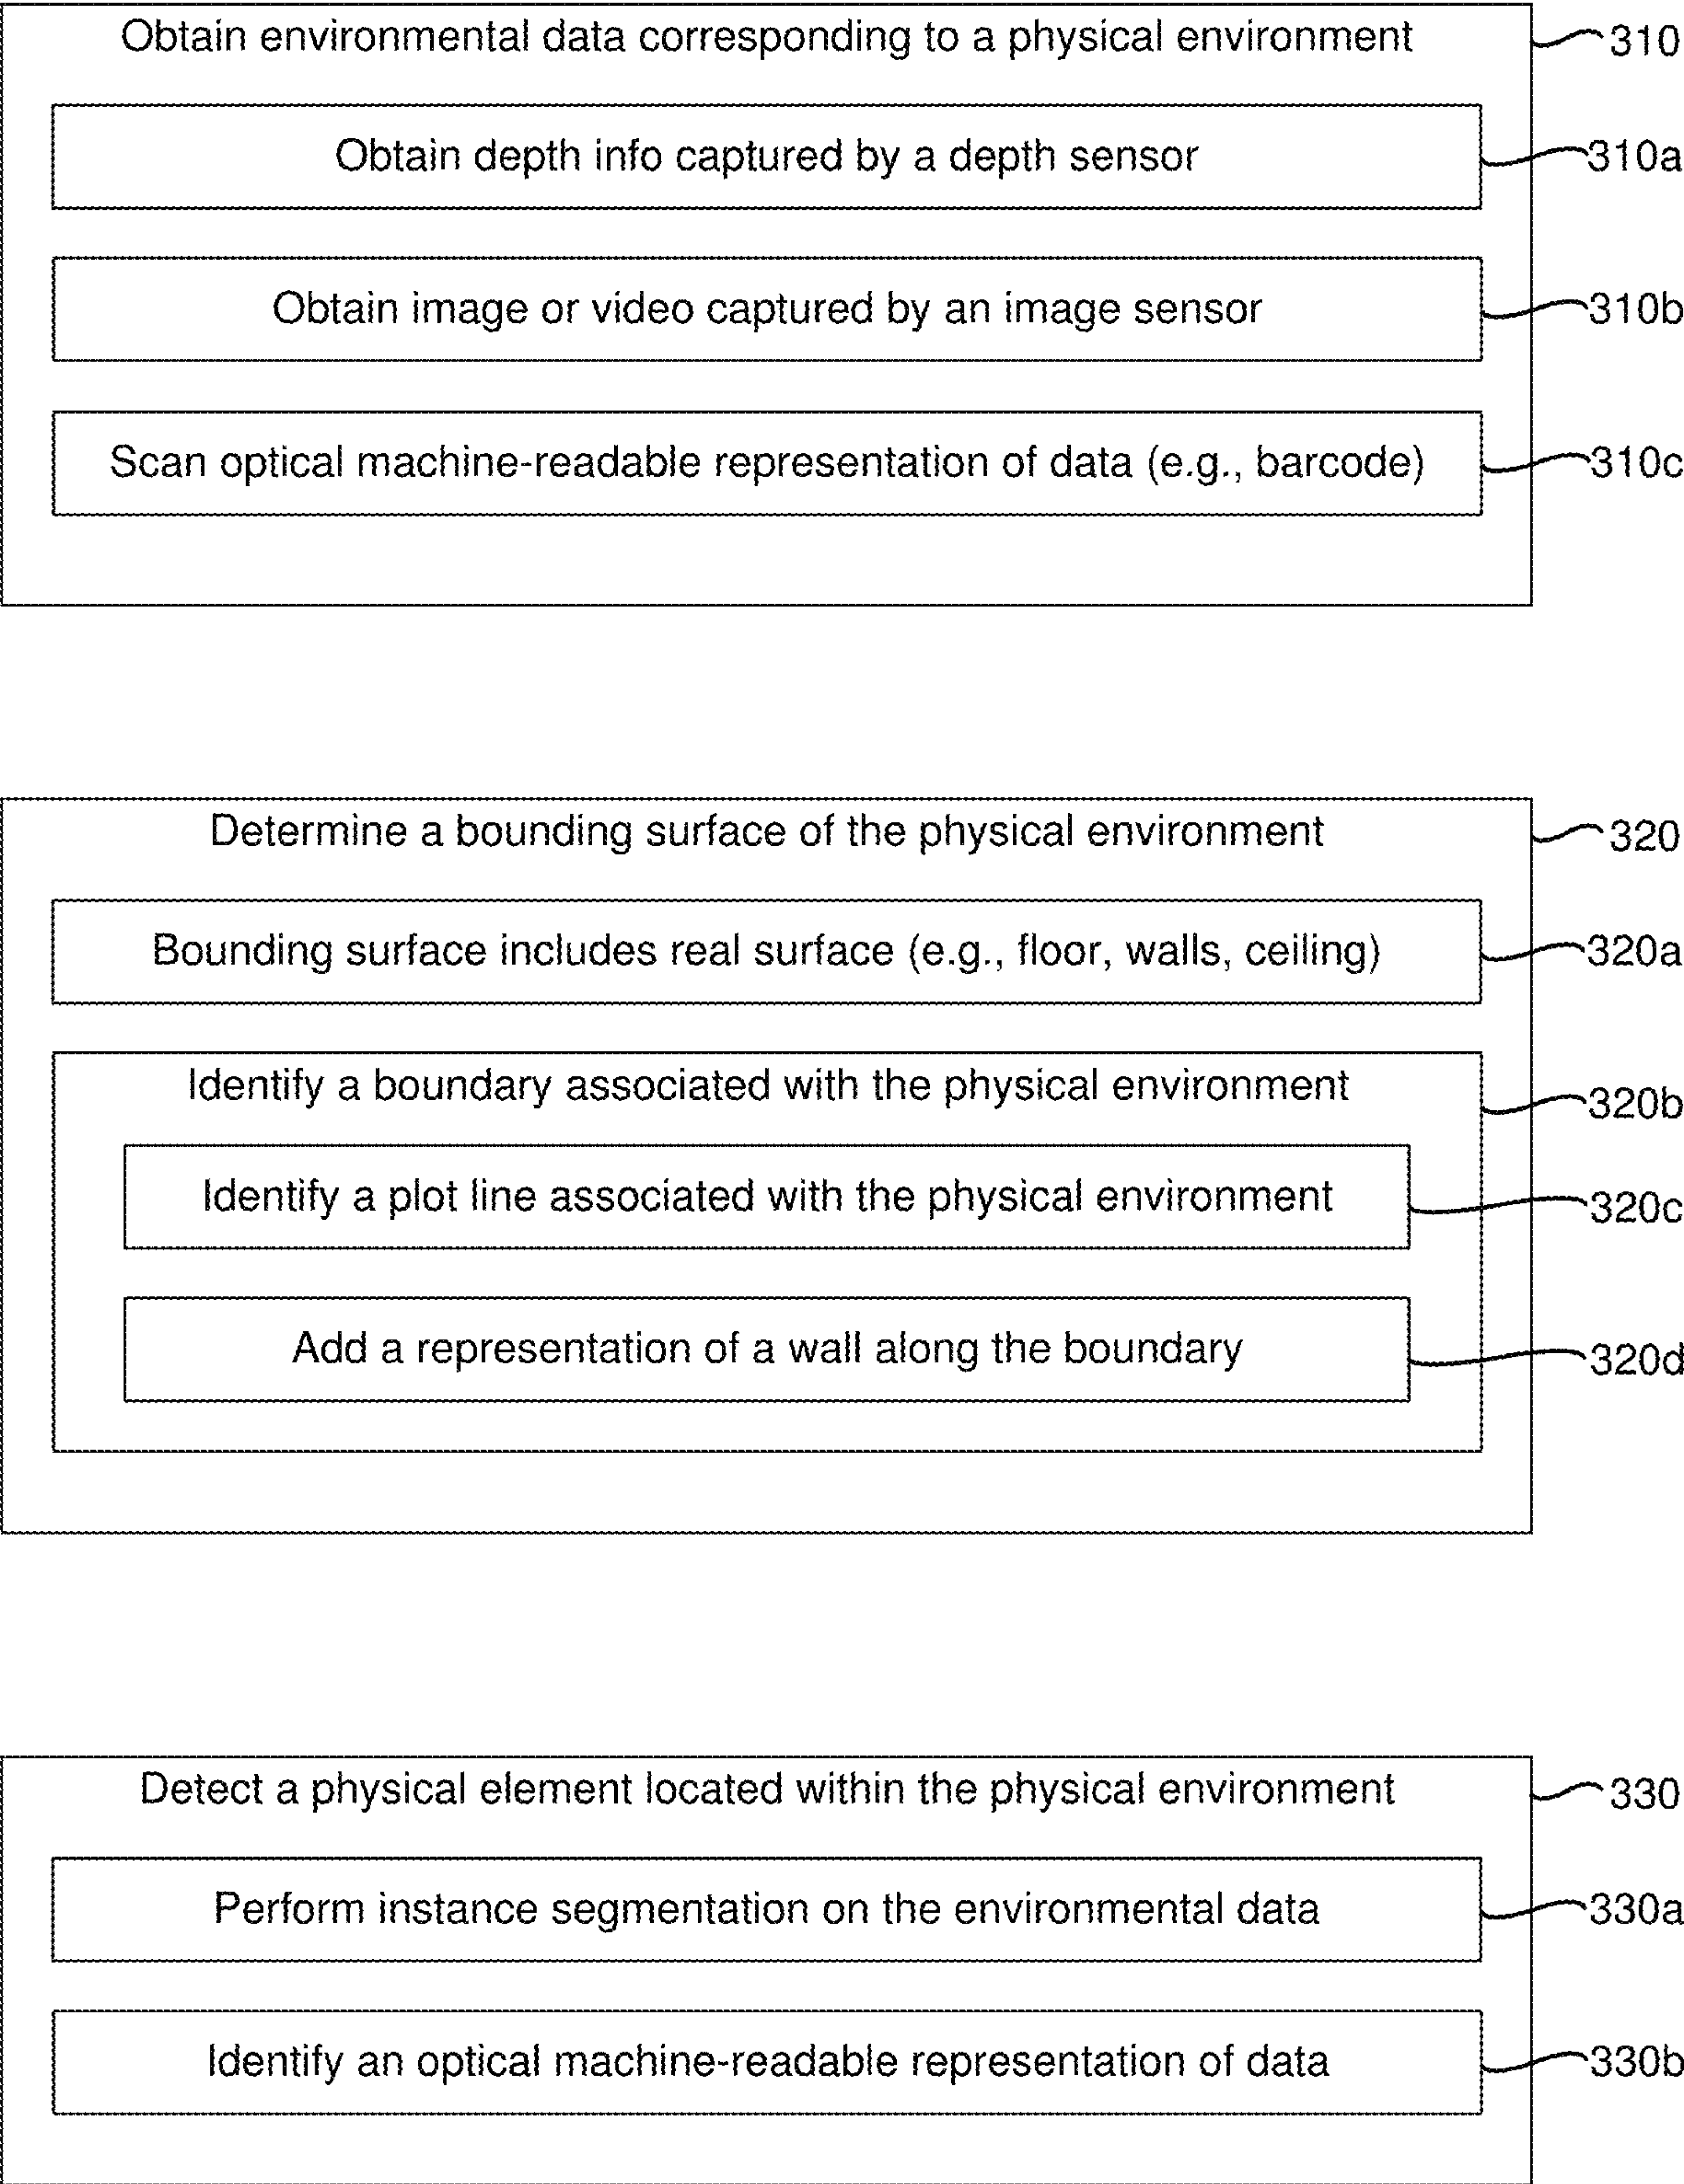 Obtain environmental data corresponding to a physical environment 310
Obtain depth info captured by a depth sensor 310a
Obtain image or video captured by an image sensor 310b
Scan optical machine-readable representation of data (e.g., barcode) 310c
Determine a bounding surface of the physical environment 320
Bounding surface includes real surface (e.g., floor, walls, ceiling) 320a
Identify a boundary associated with the physical environment 320b
Identify a plot line associated with the physical environment 320c
Add a representation of a wall along the boundary 320d
Detect a physical element located within the physical environment 330
Perform instance segmentation on the environmental data 330a
Identify an optical machine-readable representation of data 330b